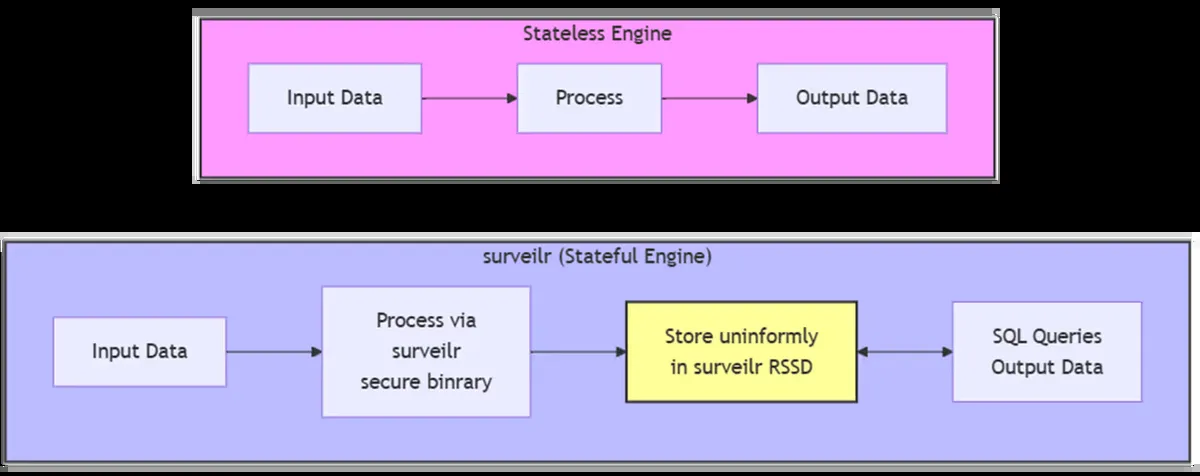 Stateless Engine
Input Data
Process
Output Data
surveilr (Stateful Engine)
Input Data
Process via
surveilr
secure binrary
Store uninformly
in surveilr RSSD
SQL Queries
Output Data